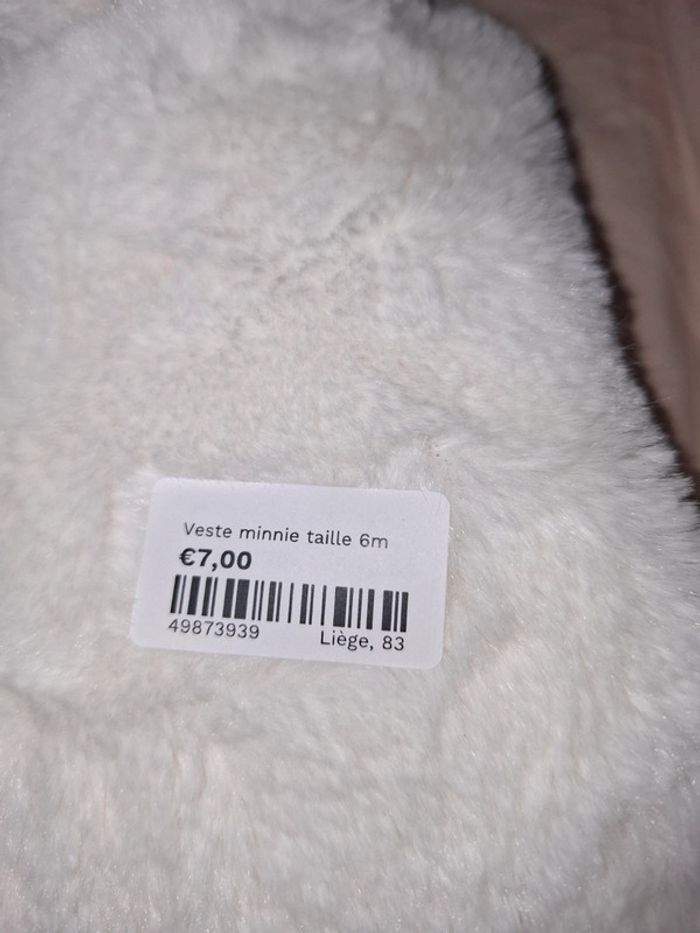 Veste minnie taille 6m
€7,00
49873939 Liège, 83